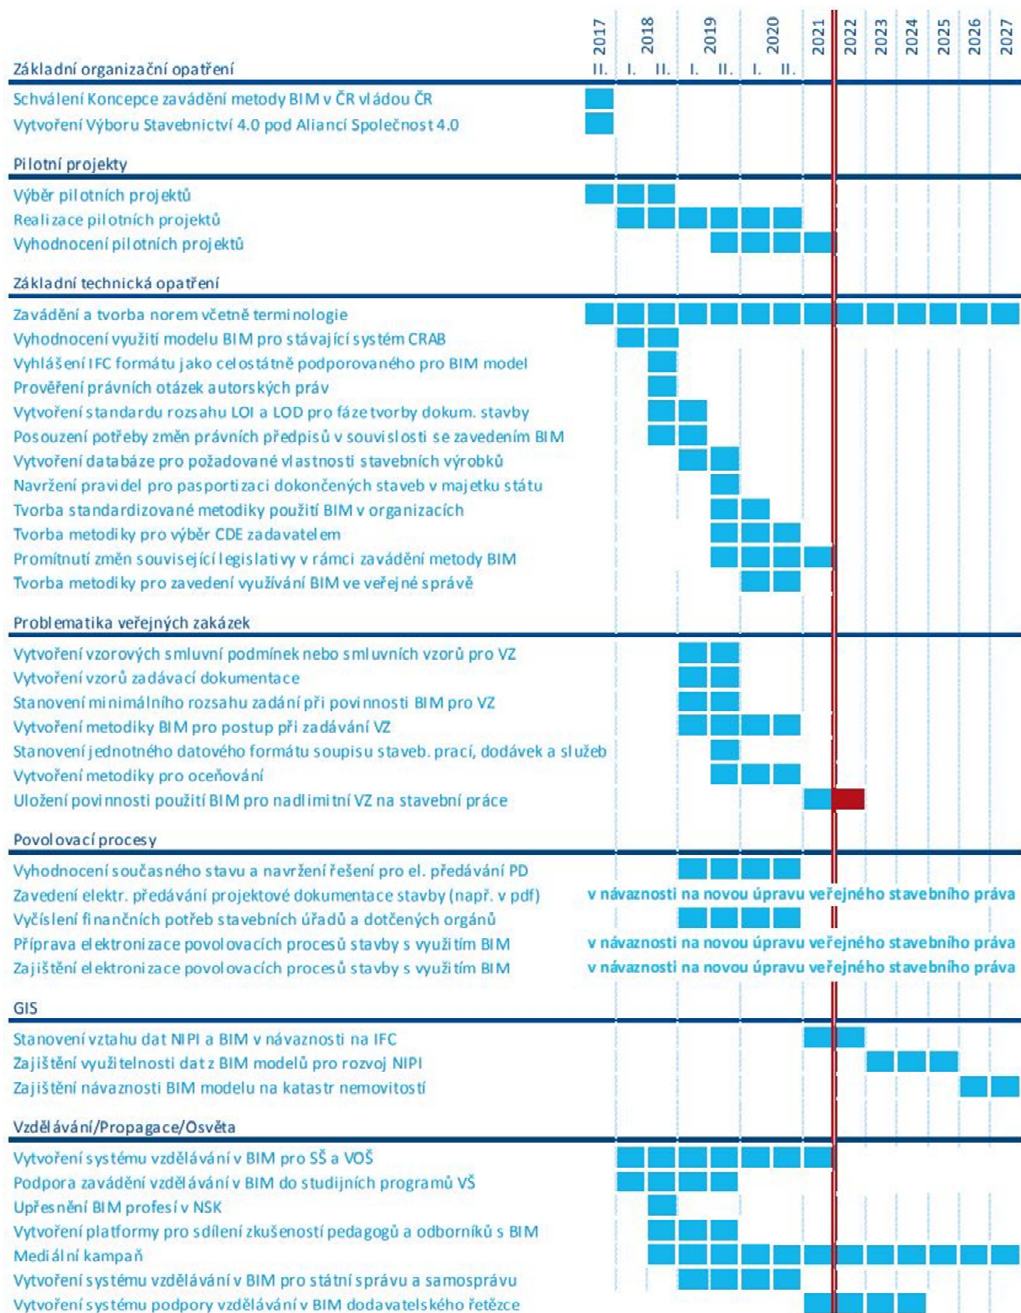 2017 2018 2019 2020 2021 2022 2023 2024 2025 2026 2027
Základní organizační opatření II. I. II. I. II. I. II.
Schválení Koncepce zavádění metody BIM v ČR vládou ČR
Vytvoření Výboru Stavebnictví 4.0 pod Aliancí Společnost 4.0
Pilotní projekty
Výběr pilotních projektů
Realizace pilotních projektů
Vyhodnocení pilotních projektů
Základní technická opatření
Zavádění a tvorba norem včetně terminologie
Vyhodnocení využití modelu BIM pro stávající systém CRAB
Vyhlášení IFC formátu jako celostátně podporovaného pro BIM model
Prověření právních otázek autorských práv
Vytvoření standardu rozsahu LOI a LOD pro fáze tvorby dokum. stavby
Posouzení potřeby změn právních předpisů v souvislosti se zavedením BIM
Vytvoření databáze pro požadované vlastnosti stavebních výrobků
Navržení pravidel pro pasportizaci dokončených staveb v majetku státu
Tvorba standardizované metodiky použití BIM v organizacích
Tvorba metodiky pro výběr CDE zadavatelem
Promítnutí změn související legislativy v rámci zavádění metody BIM
Tvorba metodiky pro zavedení využívání BIM ve veřejné správě
Problematika veřejných zakázek
Vytvoření vzorových smluvní podmínek nebo smluvních vzorů pro VZ
Vytvoření vzorů zadávací dokumentace
Stanovení minimálního rozsahu zadání při povinnosti BIM pro VZ
Vytvoření metodiky BIM pro postup při zadávání VZ
Stanovení jednotného datového formátu soupisu staveb. prací, dodávek a služeb
Vytvoření metodiky pro oceňování
Uložení povinnosti použití BIM pro nadlimitní VZ na stavební práce
Povolovací procesy
Vyhodnocení současného stavu a navržení řešení pro el. předávání PD
Zavedení elektr. předávání projektové dokumentace stavby (např. v pdf) v návaznosti na novou úpravu veřejného stavebního práva
Vyčíslení finančních potřeb stavebních úřadů a dotčených orgánů
Příprava elektronizace povolovacích procesů stavby s využitím BIM v návaznosti na novou úpravu veřejného stavebního práva
Zajištění elektronizace povolovacích procesů stavby s využitím BIM v návaznosti na novou úpravu veřejného stavebního práva
GIS
Stanovení vztahu dat NIPI a BIM v návaznosti na IFC
Zajištění využitelnosti dat z BIM modelů pro rozvoj NIPI
Zajištění návaznosti BIM modelu na katastr nemovitostí
Vzdělávání/Propagace/Osvěta
Vytvoření systému vzdělávání v BIM pro SŠ a VOŠ
Podpora zavádění vzdělávání v BIM do studijních programů VŠ
Upřesnění BIM profesí v NSK
Vytvoření platformy pro sdílení zkušeností pedagogů a odborníků s BIM
Mediální kampaň
Vytvoření systému vzdělávání v BIM pro státní správu a samosprávu
Vytvoření systému podpory vzdělávání v BIM dodavatelského řetězce